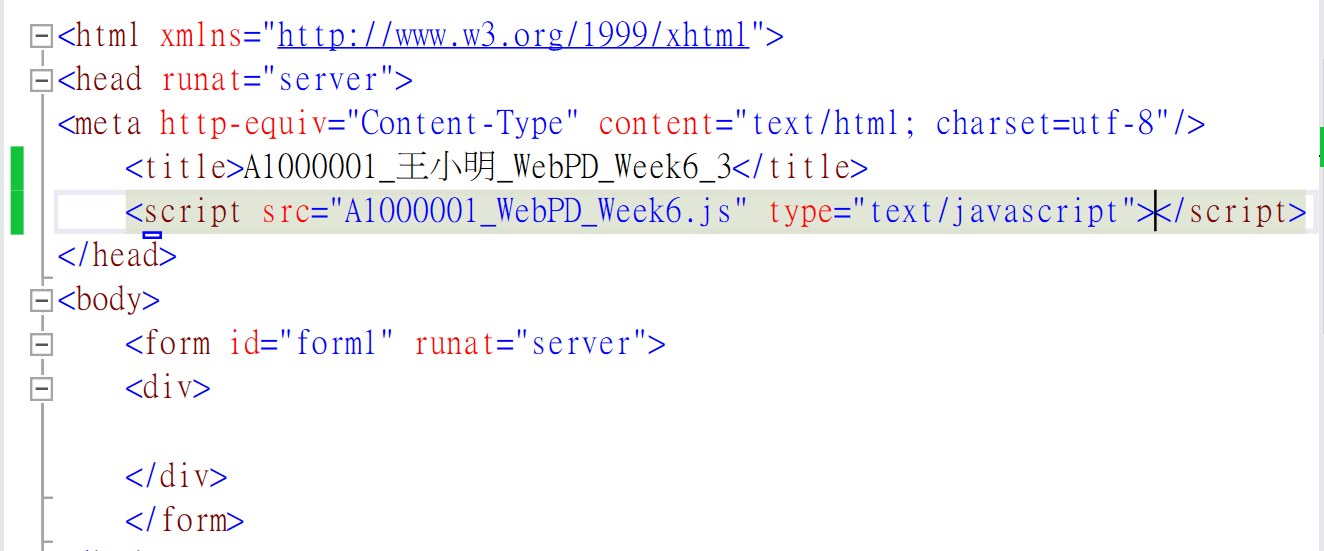 <html xmlns="http://www.w3.org/1999/xhtml">
<head runat="server">
<meta http-equiv="Content-Type" content="text/html; charset=utf-8"/>
<title>A1000001_王小明_WebPD_Week6_3</title>
<script src="A1000001_WebPD_Week6.js" type="text/javascript"></script>
</head>
<body>
<form id="form1" runat="server">
<div>
</div>
</form>